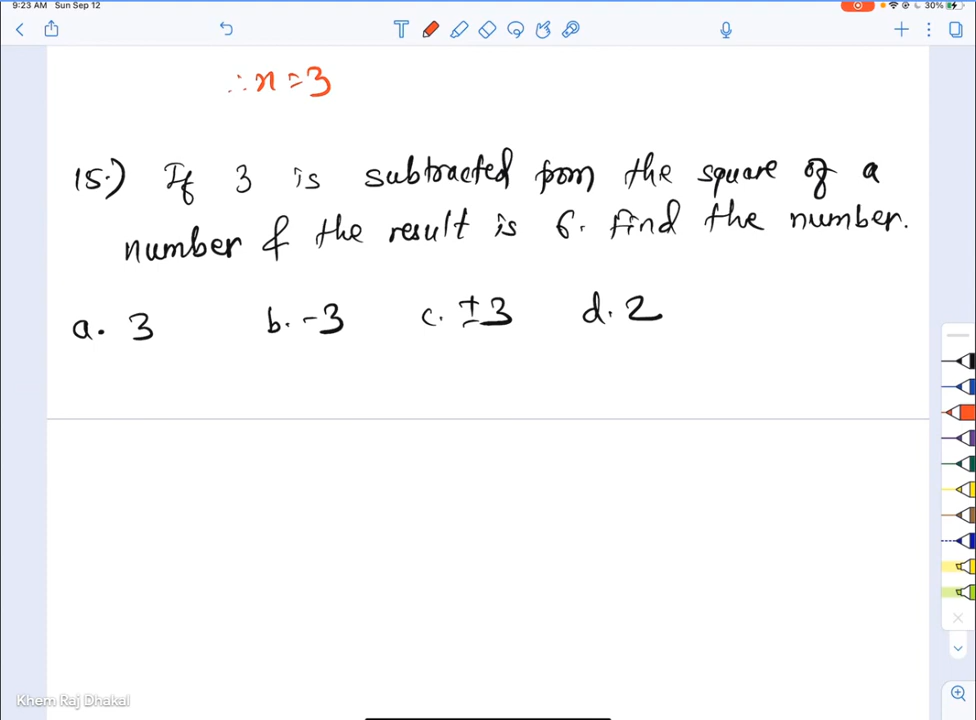 9:23 AM Sun Sep 12
30%
∴ x = 3
15.) If 3 is subtracted from the square of a
number & the result is 6. Find the number.
a. 3 b. -3 c. ±3 d. 2
Khem Raj Dhakal